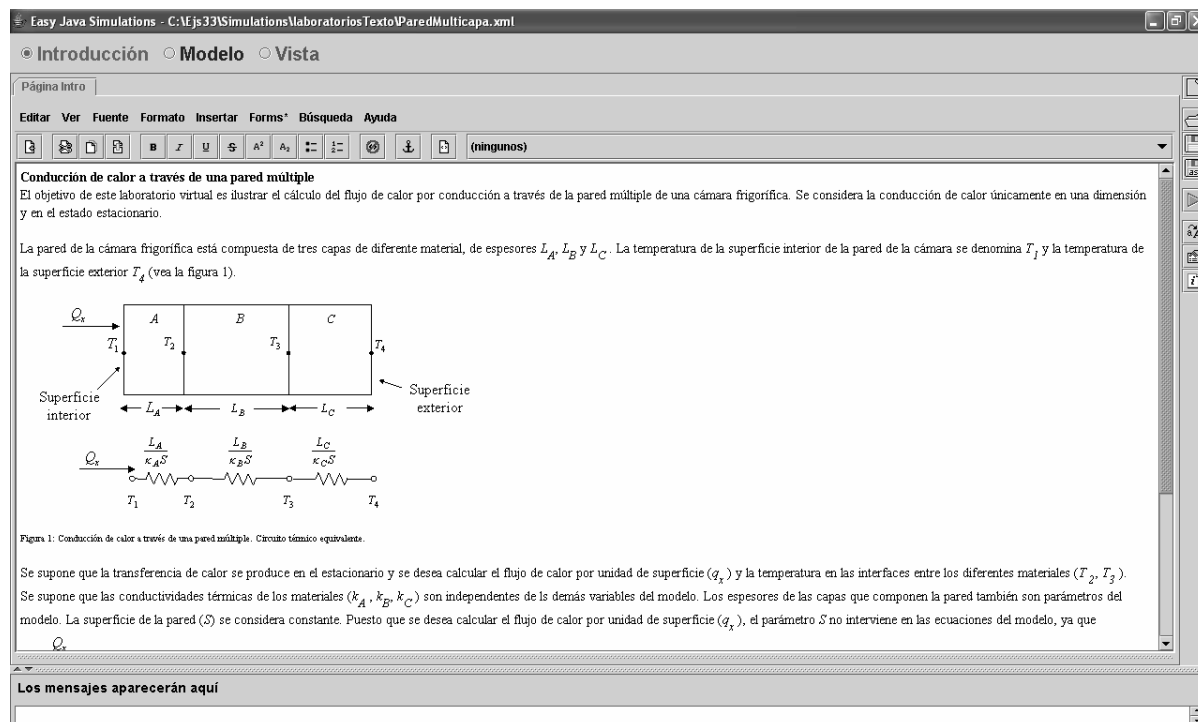 Easy Java Simulations - C:\Ejs33\Simulations\laboratoriosTexto\ParedMulticapa.xml
Introducción Modelo Vista
Página Intro
Editar Ver Fuente Formato Insertar Forms* Búsqueda Ayuda
B I U S A² A₂ (ningunos)
Conducción de calor a través de una pared múltiple
El objetivo de este laboratorio virtual es ilustrar el cálculo del flujo de calor por conducción a través de la pared múltiple de una cámara frigorífica. Se considera la conducción de calor únicamente en una dimensión
y en el estado estacionario.
La pared de la cámara frigorífica está compuesta de tres capas de diferente material, de espesores L_A, L_B y L_C. La temperatura de la superficie interior de la pared de la cámara se denomina T_1 y la temperatura de
la superficie exterior T_4 (vea la figura 1).
Q_x A B C
T_1 T_2 T_3 T_4
Superficie
interior
Superficie
exterior
L_A L_B L_C
Q_x L_A/κ_A S L_B/κ_B S L_C/κ_C S
T_1 T_2 T_3 T_4
Figura 1: Conducción de calor a través de una pared múltiple. Circuito térmico equivalente.
Se supone que la transferencia de calor se produce en el estacionario y se desea calcular el flujo de calor por unidad de superficie (q_x) y la temperatura en las interfaces entre los diferentes materiales (T_2, T_3).
Se supone que las conductividades térmicas de los materiales (k_A, k_B, k_C) son independientes de ls demás variables del modelo. Los espesores de las capas que componen la pared también son parámetros del
modelo. La superficie de la pared (S) se considera constante. Puesto que se desea calcular el flujo de calor por unidad de superficie (q_x), el parámetro S no interviene en las ecuaciones del modelo, ya que
Q_x
Los mensajes aparecerán aquí